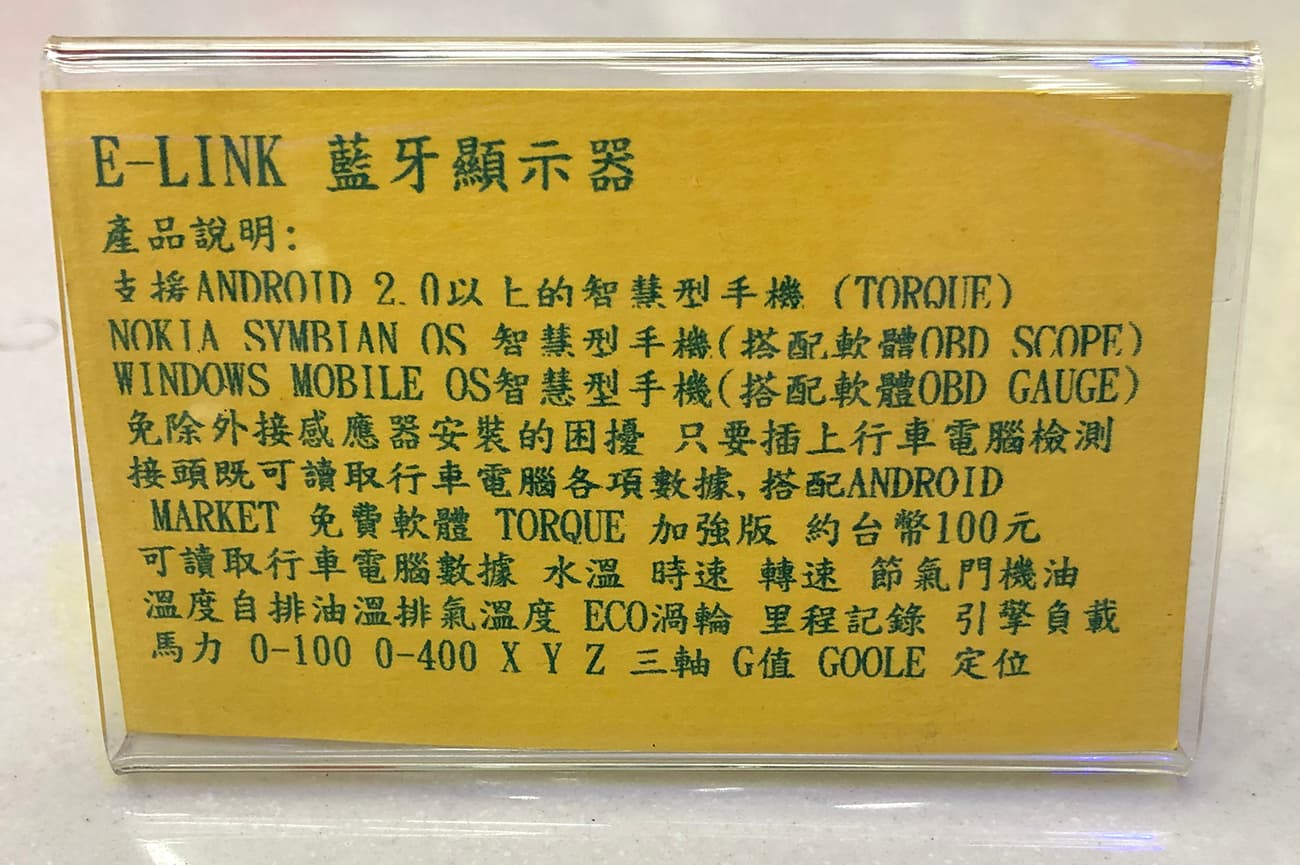 E-LINK 藍牙顯示器
產品說明:
支援ANDROID 2.0以上的智慧型手機 (TORQUE)
NOKIA SYMBIAN OS 智慧型手機(搭配軟體OBD SCOPE)
WINDOWS MOBILE OS智慧型手機(搭配軟體OBD GAUGE)
免除外接感應器安裝的困擾 只要插上行車電腦檢測
接頭既可讀取行車電腦各項數據,搭配ANDROID
MARKET 免費軟體 TORQUE 加強版 約台幣100元
可讀取行車電腦數據 水溫 時速 轉速 節氣門機油
溫度自排油溫排氣溫度 ECO渦輪 里程記錄 引擎負載
馬力 0-100 0-400 X Y Z 三軸 G值 GOOLE 定位